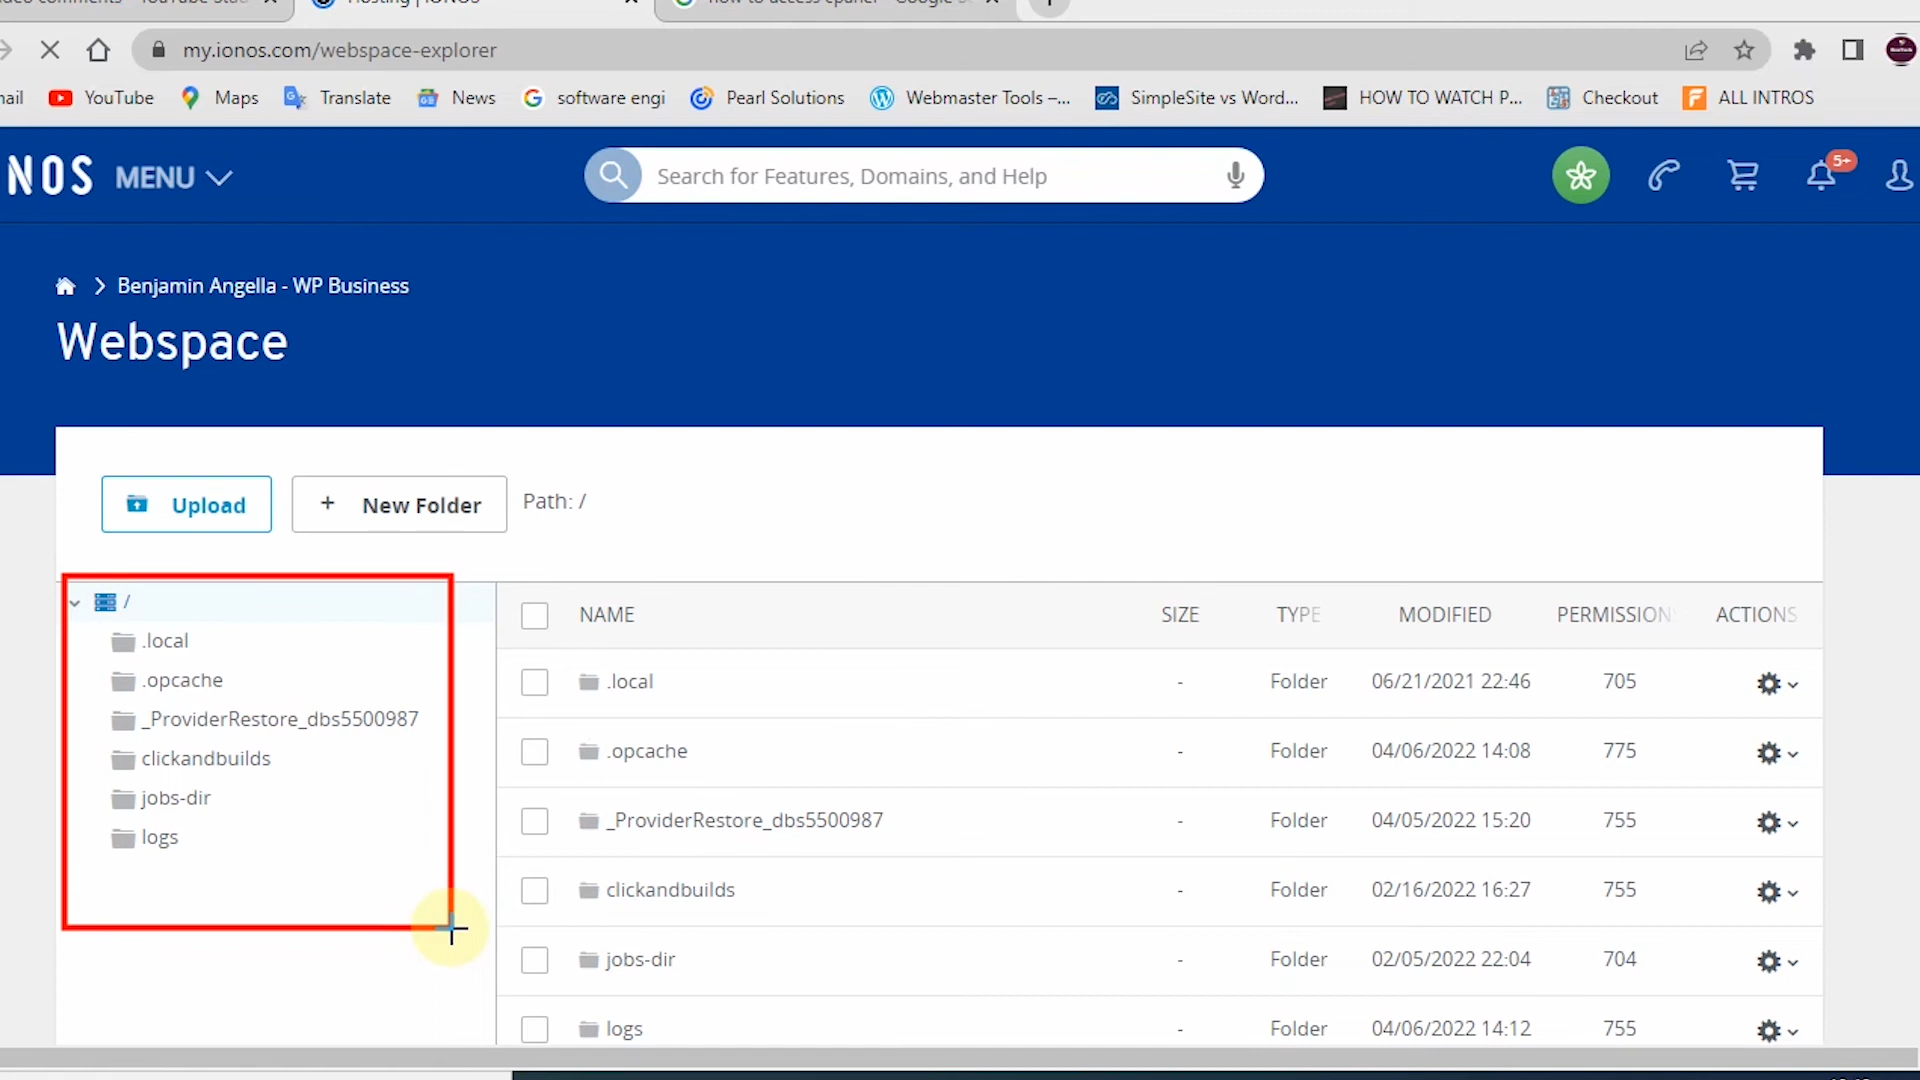 Hosting | IONOS
my.ionos.com/webspace-explorer
YouTube Maps Translate News software engi Pearl Solutions Webmaster Tools –... SimpleSite vs Word... HOW TO WATCH P... Checkout ALL INTROS
NOS MENU Search for Features, Domains, and Help 5+
Benjamin Angella - WP Business
Webspace
Upload + New Folder Path: /
/
.local
.opcache
_ProviderRestore_dbs5500987
clickandbuilds
jobs-dir
logs
NAME SIZE TYPE MODIFIED PERMISSIONS ACTIONS
.local - Folder 06/21/2021 22:46 705
.opcache - Folder 04/06/2022 14:08 775
_ProviderRestore_dbs5500987 - Folder 04/05/2022 15:20 755
clickandbuilds - Folder 02/16/2022 16:27 755
jobs-dir - Folder 02/05/2022 22:04 704
logs - Folder 04/06/2022 14:12 755